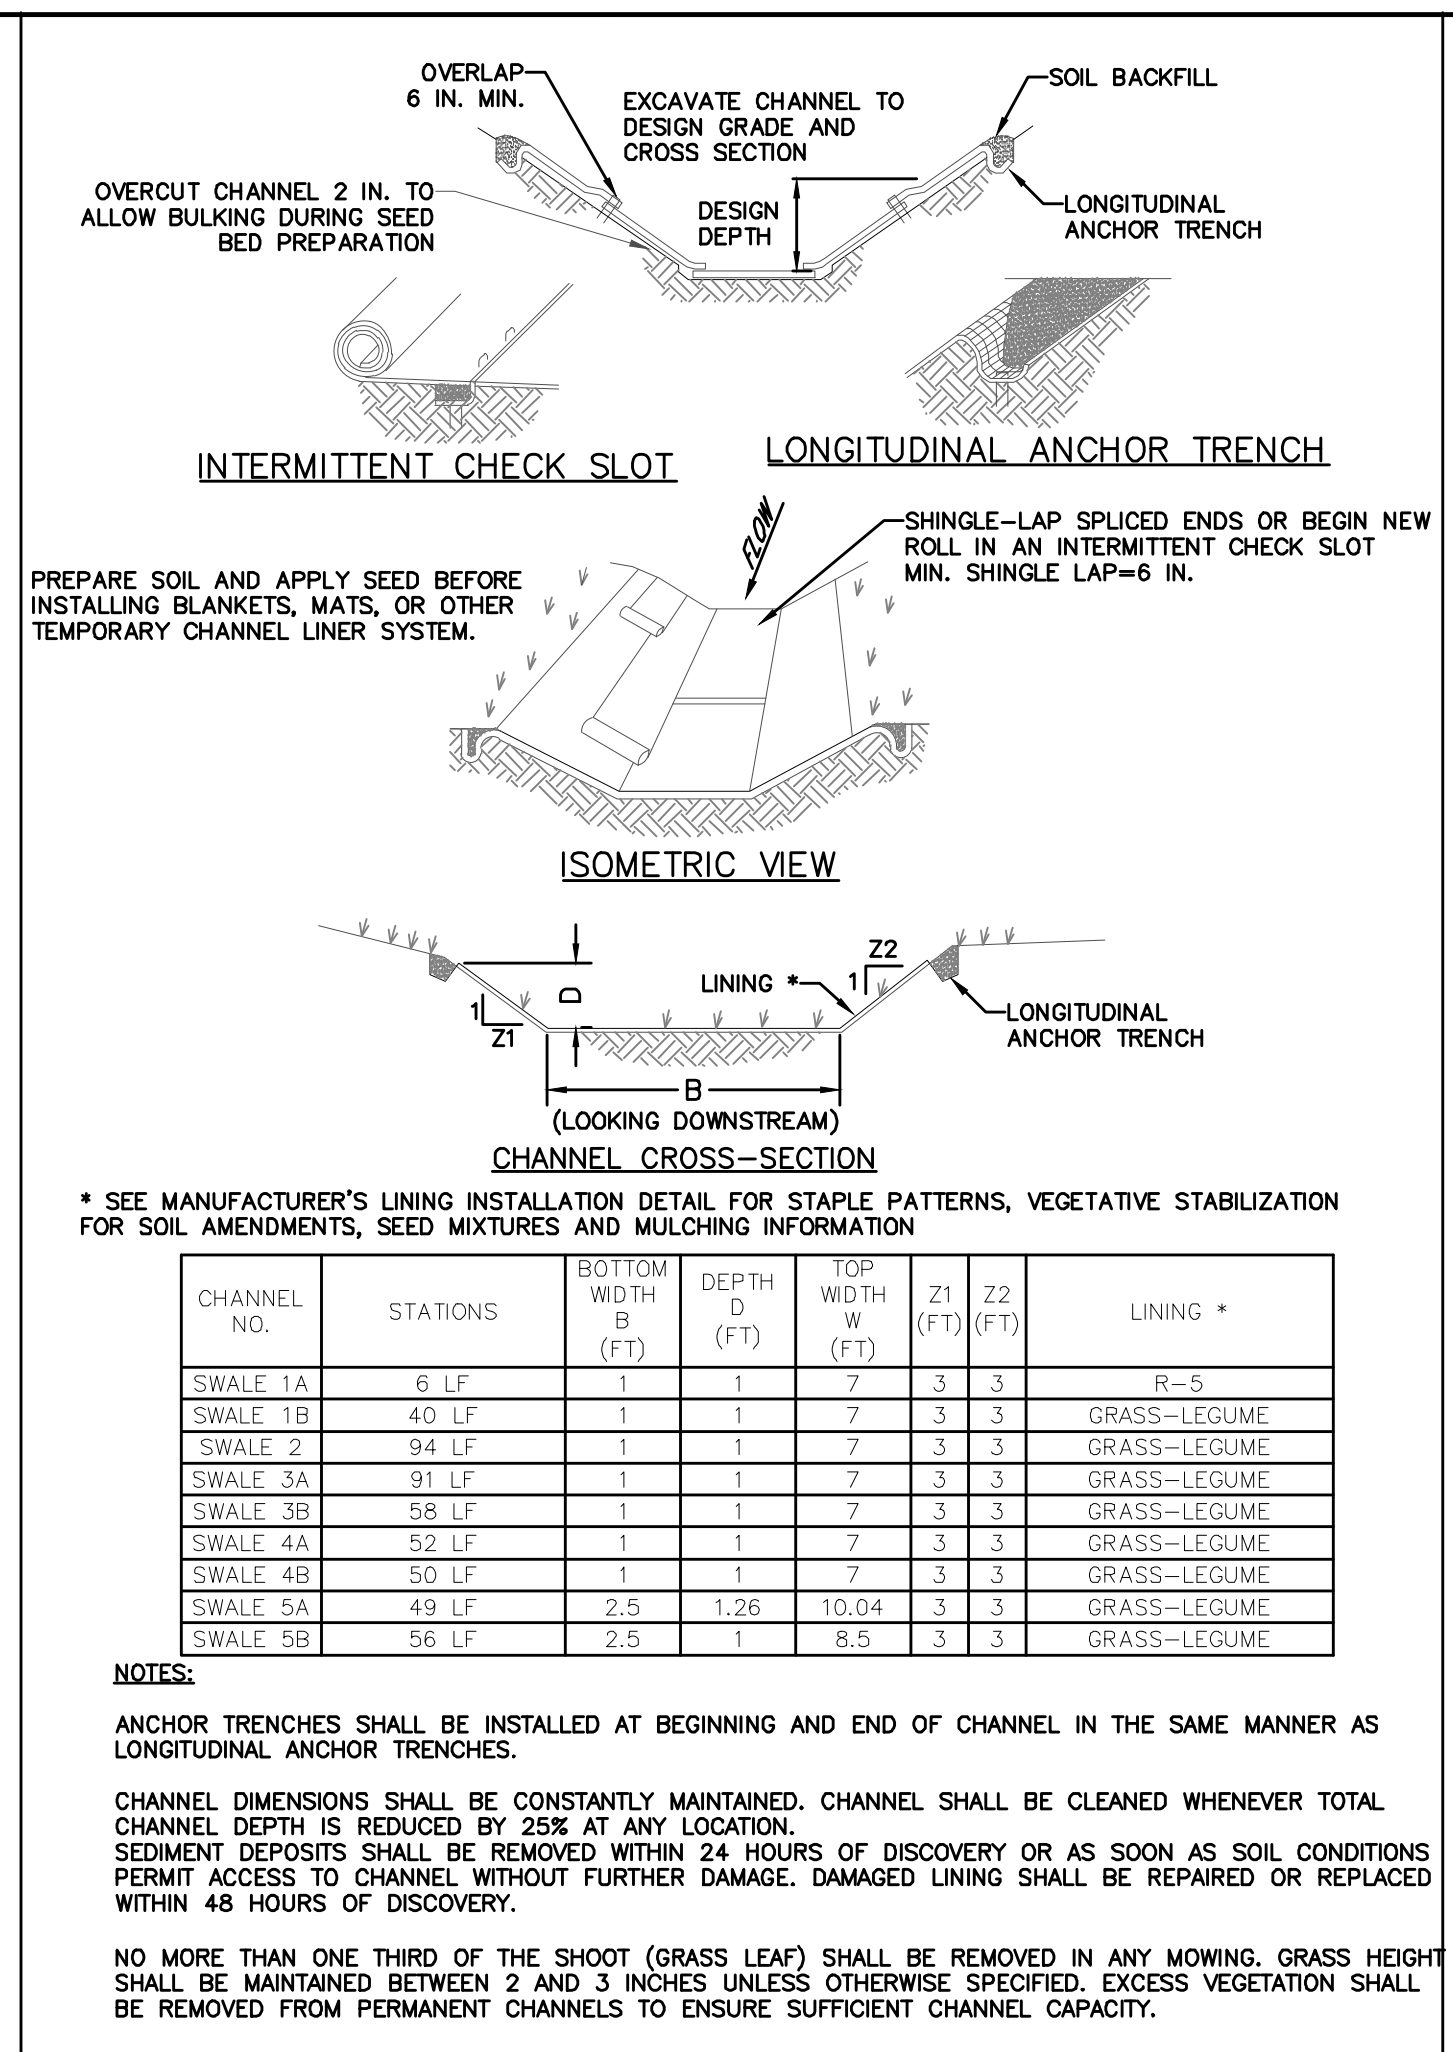 OVERLAP
6 IN. MIN.
EXCAVATE CHANNEL TO
DESIGN GRADE AND
CROSS SECTION
SOIL BACKFILL
OVERCUT CHANNEL 2 IN. TO
ALLOW BULKING DURING SEED
BED PREPARATION
DESIGN
DEPTH
LONGITUDINAL
ANCHOR TRENCH
INTERMITTENT CHECK SLOT
LONGITUDINAL ANCHOR TRENCH
FLOW
SHINGLE-LAP SPLICED ENDS OR BEGIN NEW
ROLL IN AN INTERMITTENT CHECK SLOT
MIN. SHINGLE LAP=6 IN.
PREPARE SOIL AND APPLY SEED BEFORE
INSTALLING BLANKETS, MATS, OR OTHER
TEMPORARY CHANNEL LINER SYSTEM.
ISOMETRIC VIEW
D
1
Z1
LINING *
Z2
1
LONGITUDINAL
ANCHOR TRENCH
B
(LOOKING DOWNSTREAM)
CHANNEL CROSS-SECTION
* SEE MANUFACTURER'S LINING INSTALLATION DETAIL FOR STAPLE PATTERNS, VEGETATIVE STABILIZATION
FOR SOIL AMENDMENTS, SEED MIXTURES AND MULCHING INFORMATION
CHANNEL NO. STATIONS BOTTOM WIDTH B (FT) DEPTH D (FT) TOP WIDTH W (FT) Z1 (FT) Z2 (FT) LINING *
SWALE 1A 6 LF 1 1 7 3 3 R-5
SWALE 1B 40 LF 1 1 7 3 3 GRASS-LEGUME
SWALE 2 94 LF 1 1 7 3 3 GRASS-LEGUME
SWALE 3A 91 LF 1 1 7 3 3 GRASS-LEGUME
SWALE 3B 58 LF 1 1 7 3 3 GRASS-LEGUME
SWALE 4A 52 LF 1 1 7 3 3 GRASS-LEGUME
SWALE 4B 50 LF 1 1 7 3 3 GRASS-LEGUME
SWALE 5A 49 LF 2.5 1.26 10.04 3 3 GRASS-LEGUME
SWALE 5B 56 LF 2.5 1 8.5 3 3 GRASS-LEGUME
NOTES:
ANCHOR TRENCHES SHALL BE INSTALLED AT BEGINNING AND END OF CHANNEL IN THE SAME MANNER AS
LONGITUDINAL ANCHOR TRENCHES.
CHANNEL DIMENSIONS SHALL BE CONSTANTLY MAINTAINED. CHANNEL SHALL BE CLEANED WHENEVER TOTAL
CHANNEL DEPTH IS REDUCED BY 25% AT ANY LOCATION.
SEDIMENT DEPOSITS SHALL BE REMOVED WITHIN 24 HOURS OF DISCOVERY OR AS SOON AS SOIL CONDITIONS
PERMIT ACCESS TO CHANNEL WITHOUT FURTHER DAMAGE. DAMAGED LINING SHALL BE REPAIRED OR REPLACED
WITHIN 48 HOURS OF DISCOVERY.
NO MORE THAN ONE THIRD OF THE SHOOT (GRASS LEAF) SHALL BE REMOVED IN ANY MOWING. GRASS HEIGHT
SHALL BE MAINTAINED BETWEEN 2 AND 3 INCHES UNLESS OTHERWISE SPECIFIED. EXCESS VEGETATION SHALL
BE REMOVED FROM PERMANENT CHANNELS TO ENSURE SUFFICIENT CHANNEL CAPACITY.